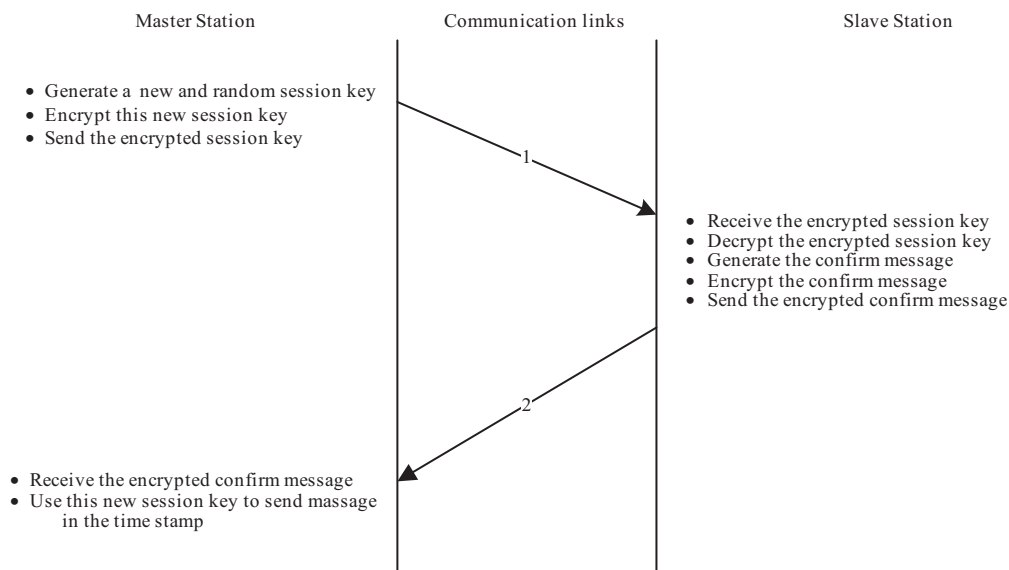 Master Station
Communication links
Slave Station
• Generate a new and random session key
• Encrypt this new session key
• Send the encrypted session key
1
• Receive the encrypted session key
• Decrypt the encrypted session key
• Generate the confirm message
• Encrypt the confirm message
• Send the encrypted confirm message
2
• Receive the encrypted confirm message
• Use this new session key to send massage
in the time stamp